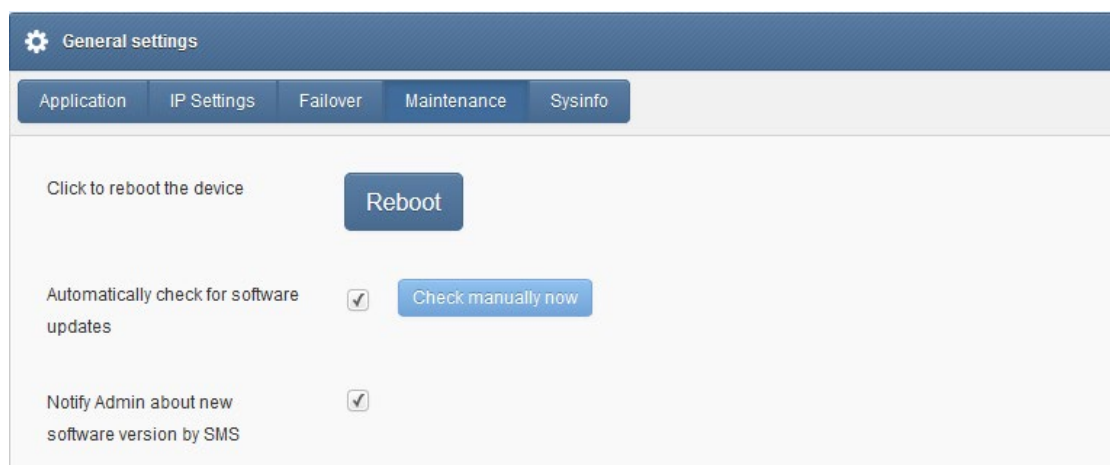 General settings
Application IP Settings Failover Maintenance Sysinfo
Click to reboot the device Reboot
Automatically check for software Check manually now
updates
Notify Admin about new
software version by SMS